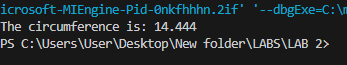 icrosoft-MIEngine-Pid-0nkfhhhn.2if' '--dbgExe=C:\m
The circumference is: 14.444
PS C:\Users\User\Desktop\New folder\LABS\LAB 2>